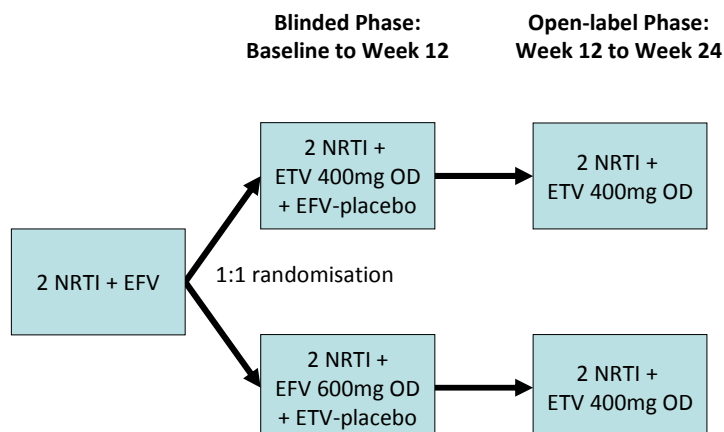 Blinded Phase:
Baseline to Week 12
Open-label Phase:
Week 12 to Week 24
2 NRTI +
ETV 400mg OD
+ EFV-placebo
2 NRTI +
ETV 400mg OD
2 NRTI + EFV
1:1 randomisation
2 NRTI +
EFV 600mg OD
+ ETV-placebo
2 NRTI +
ETV 400mg OD